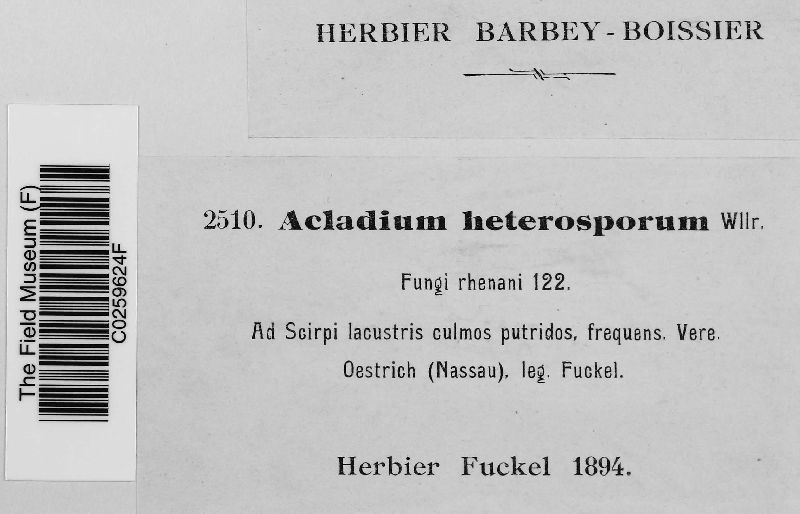 HERBIER BARBEY-BOISSIER
The Field Museum (F)
C0259624F
2510. Acladium heterosporum Wllr.
Fungi rhenani 122.
Ad Scirpi lacustris culmos putridos, frequens. Vere.
Oestrich (Nassau), leg. Fuckel.
Herbier Fuckel 1894.